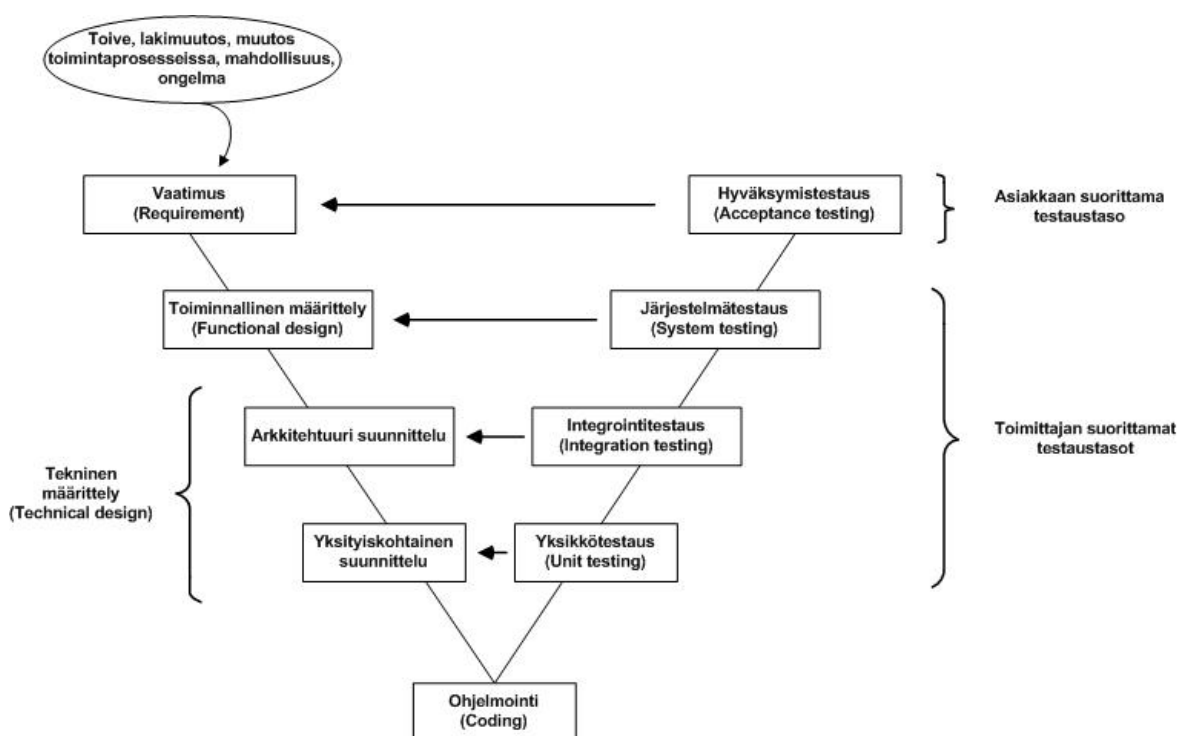 Toive, lakimuutos, muutos
toimintaprosesseissa, mahdollisuus,
ongelma
Vaatimus
(Requirement)
Hyväksymistestaus
(Acceptance testing)
Asiakkaan suorittama
testaustaso
Toiminnallinen määrittely
(Functional design)
Järjestelmätestaus
(System testing)
Arkkitehtuuri suunnittelu
Integrointitestaus
(Integration testing)
Toimittajan suorittamat
testaustasot
Tekninen
määrittely
(Technical design)
Yksityiskohtainen
suunnittelu
Yksikkötestaus
(Unit testing)
Ohjelmointi
(Coding)